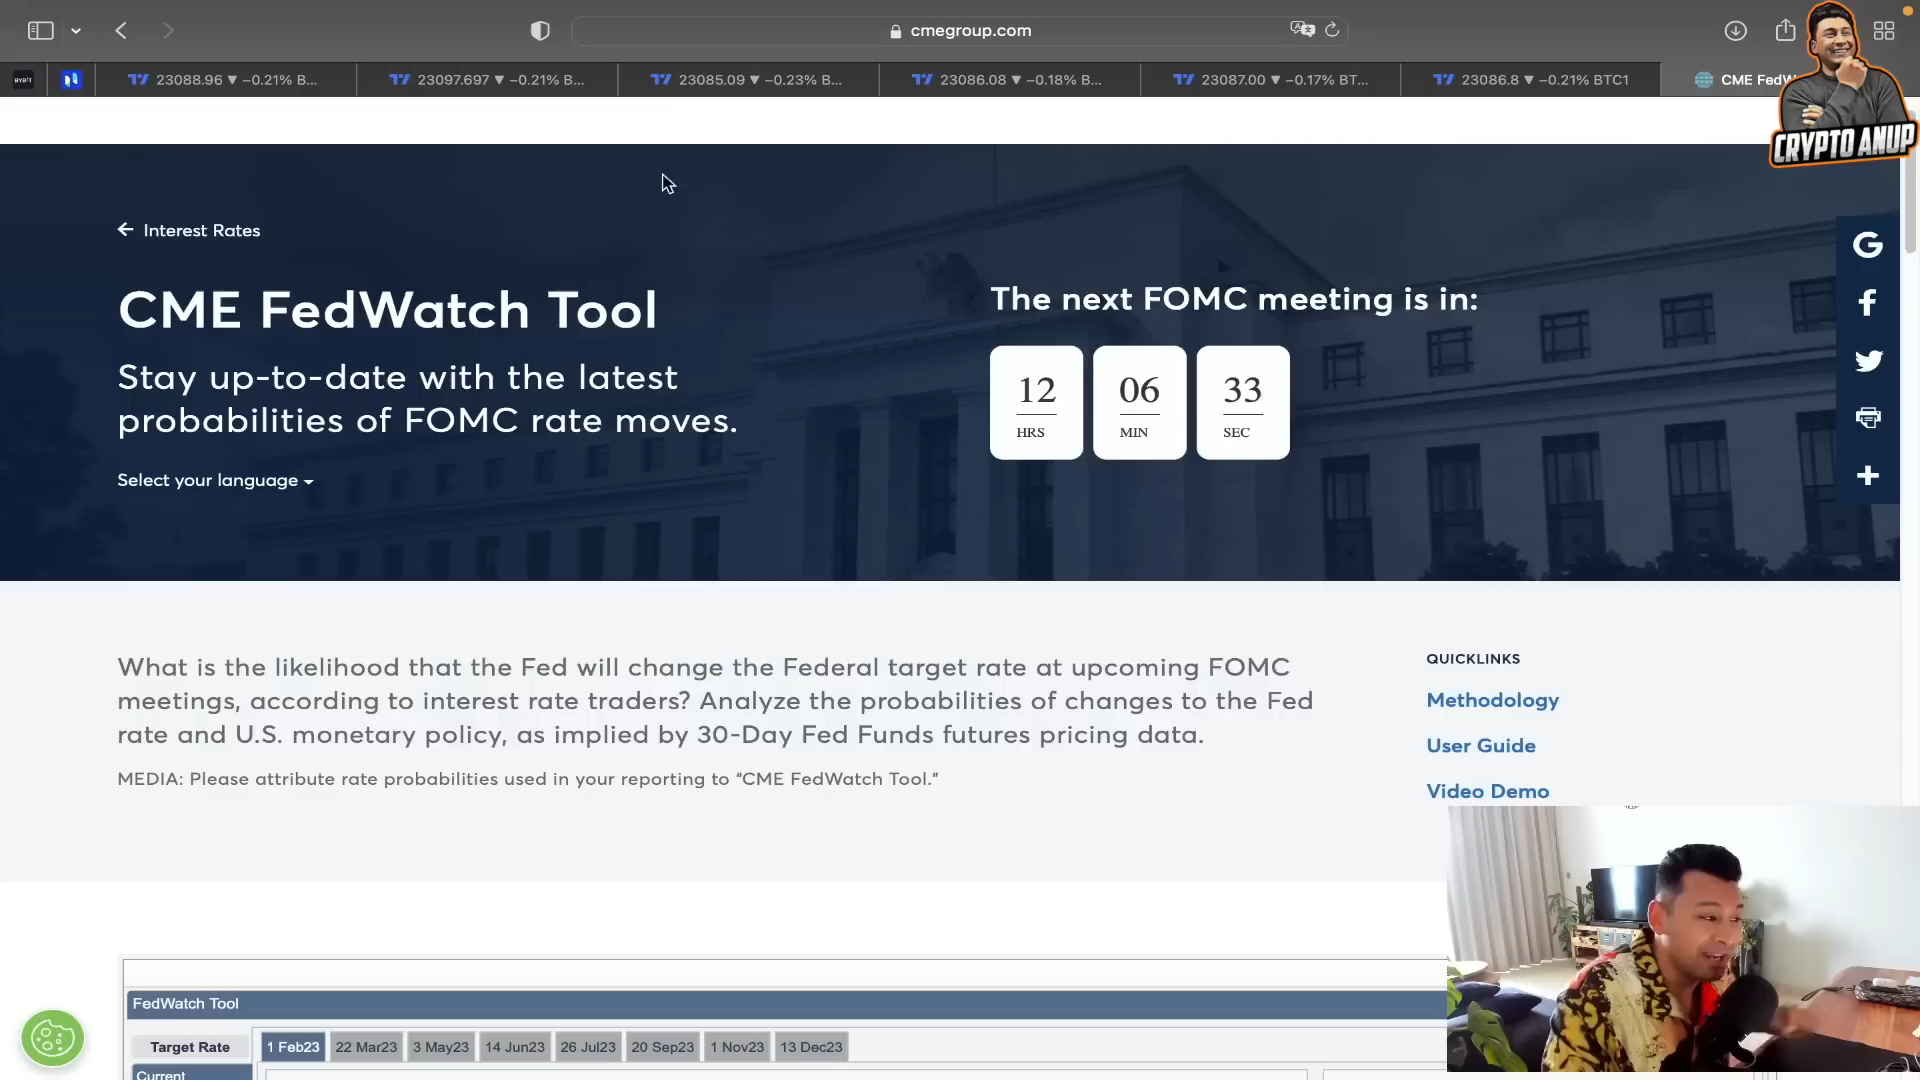 cmegroup.com
BYBIT
23088.96 ▼ −0.21% B...
23097.697 ▼ −0.21% B...
23085.09 ▼ −0.23% B...
23086.08 ▼ −0.18% B...
23087.00 ▼ −0.17% BT...
23086.8 ▼ −0.21% BTC1
CME FedW
CRYPTO ANUP
Interest Rates
CME FedWatch Tool
Stay up-to-date with the latest
probabilities of FOMC rate moves.
Select your language
The next FOMC meeting is in:
12 06 33
HRS MIN SEC
What is the likelihood that the Fed will change the Federal target rate at upcoming FOMC
meetings, according to interest rate traders? Analyze the probabilities of changes to the Fed
rate and U.S. monetary policy, as implied by 30-Day Fed Funds futures pricing data.
MEDIA: Please attribute rate probabilities used in your reporting to “CME FedWatch Tool.”
QUICKLINKS
Methodology
User Guide
Video Demo
FedWatch Tool
Target Rate 1 Feb23 22 Mar23 3 May23 14 Jun23 26 Jul23 20 Sep23 1 Nov23 13 Dec23
Current